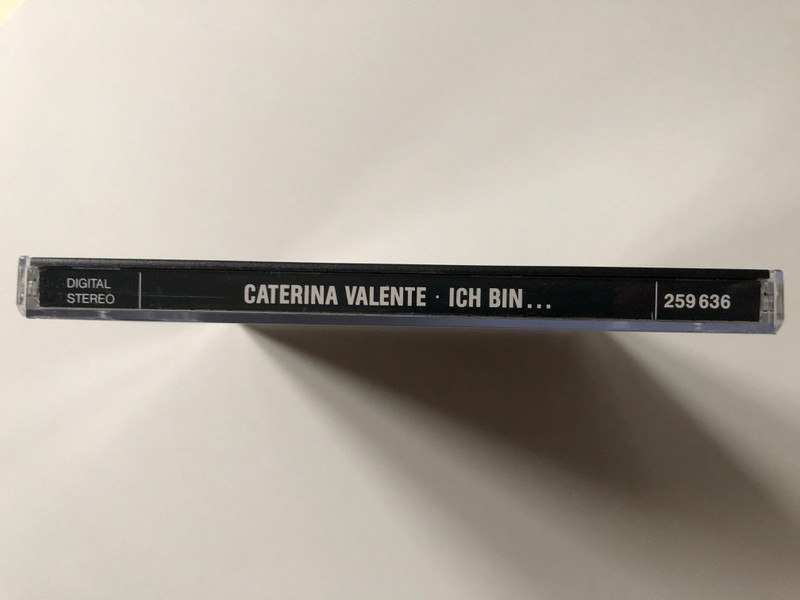 DIGITAL
STEREO
CATERINA VALENTE · ICH BIN...
259 636